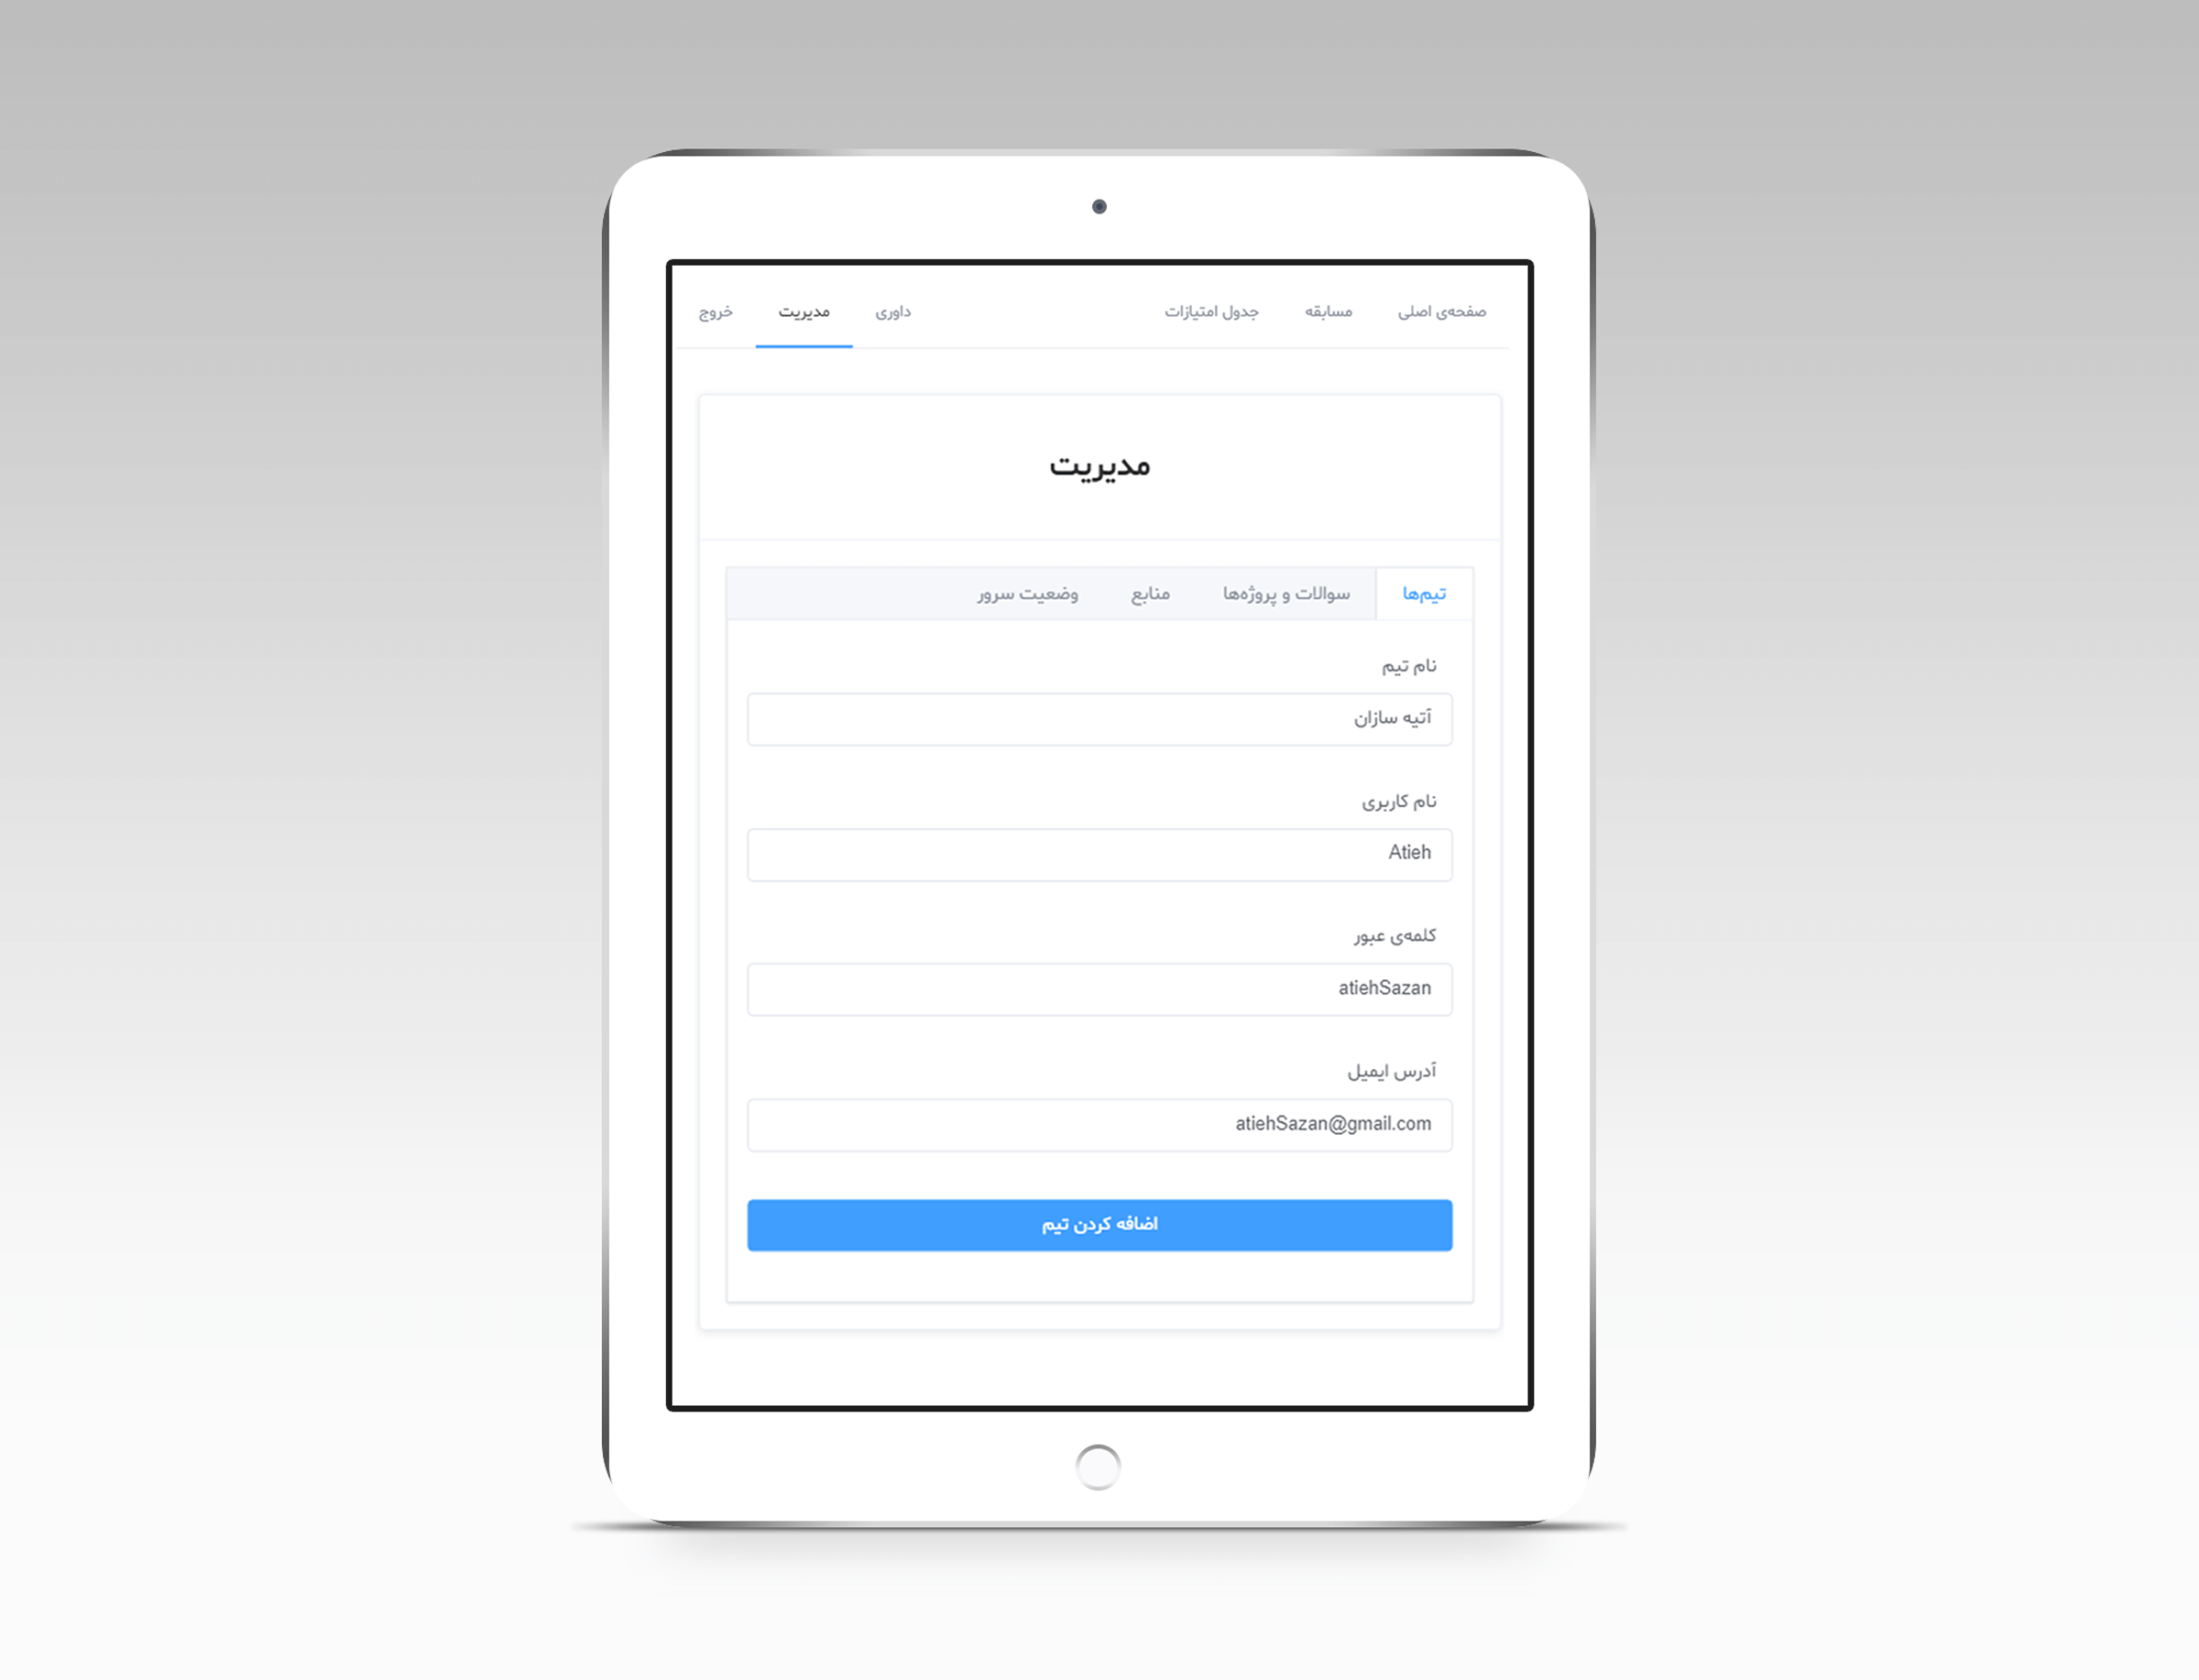 صفحه‌ی اصلی مسابقه جدول امتیازات داوری مدیریت خروج
مدیریت
تیم‌ها سوالات و پروژه‌ها منابع وضعیت سرور
نام تیم
آتیه سازان
نام کاربری
Atieh
کلمه‌ی عبور
atiehSazan
آدرس ایمیل
atiehSazan@gmail.com
اضافه کردن تیم